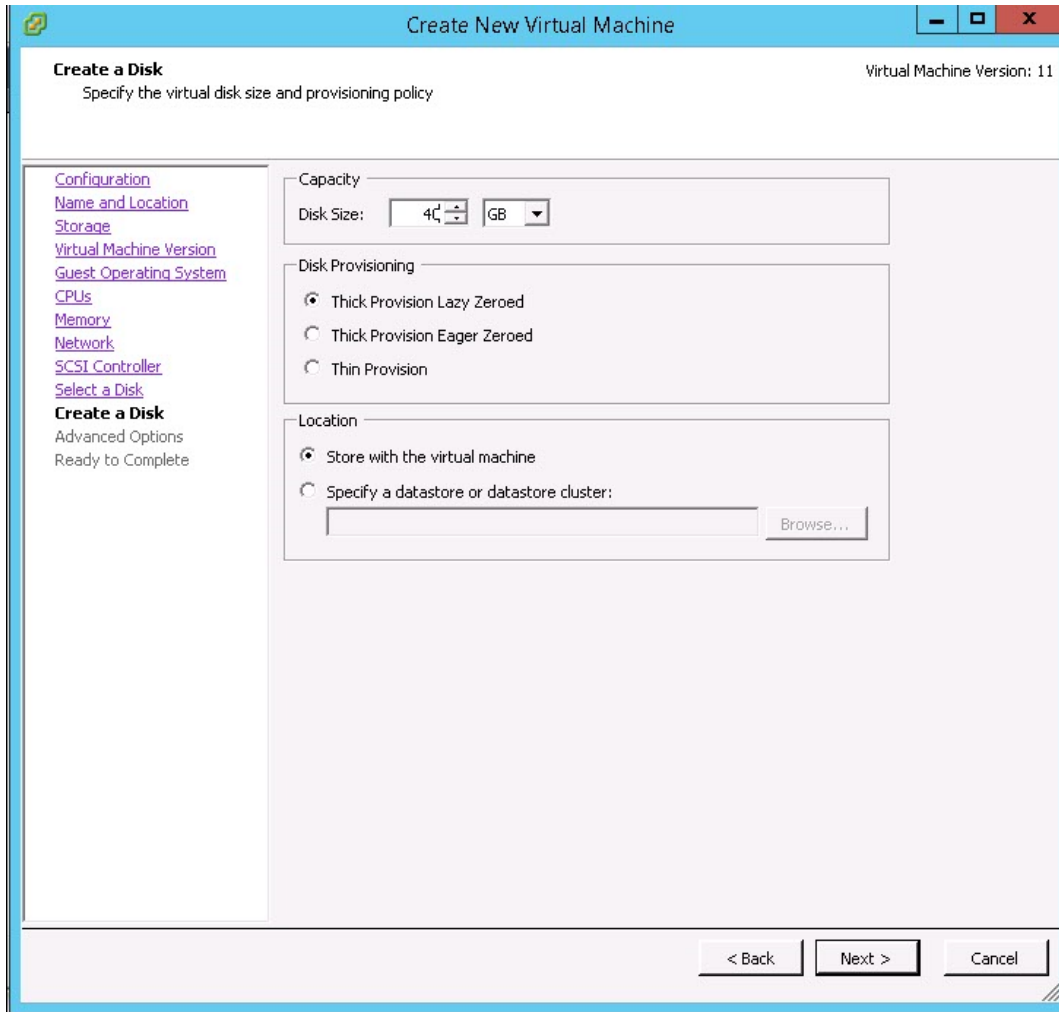 Create New Virtual Machine
Create a Disk
Virtual Machine Version: 11
Specify the virtual disk size and provisioning policy
Configuration
Name and Location
Storage
Virtual Machine Version
Guest Operating System
CPUs
Memory
Network
SCSI Controller
Select a Disk
Create a Disk
Advanced Options
Ready to Complete
Capacity
Disk Size: 40 GB
Disk Provisioning
Thick Provision Lazy Zeroed
Thick Provision Eager Zeroed
Thin Provision
Location
Store with the virtual machine
Specify a datastore or datastore cluster:
Browse...
< Back Next > Cancel